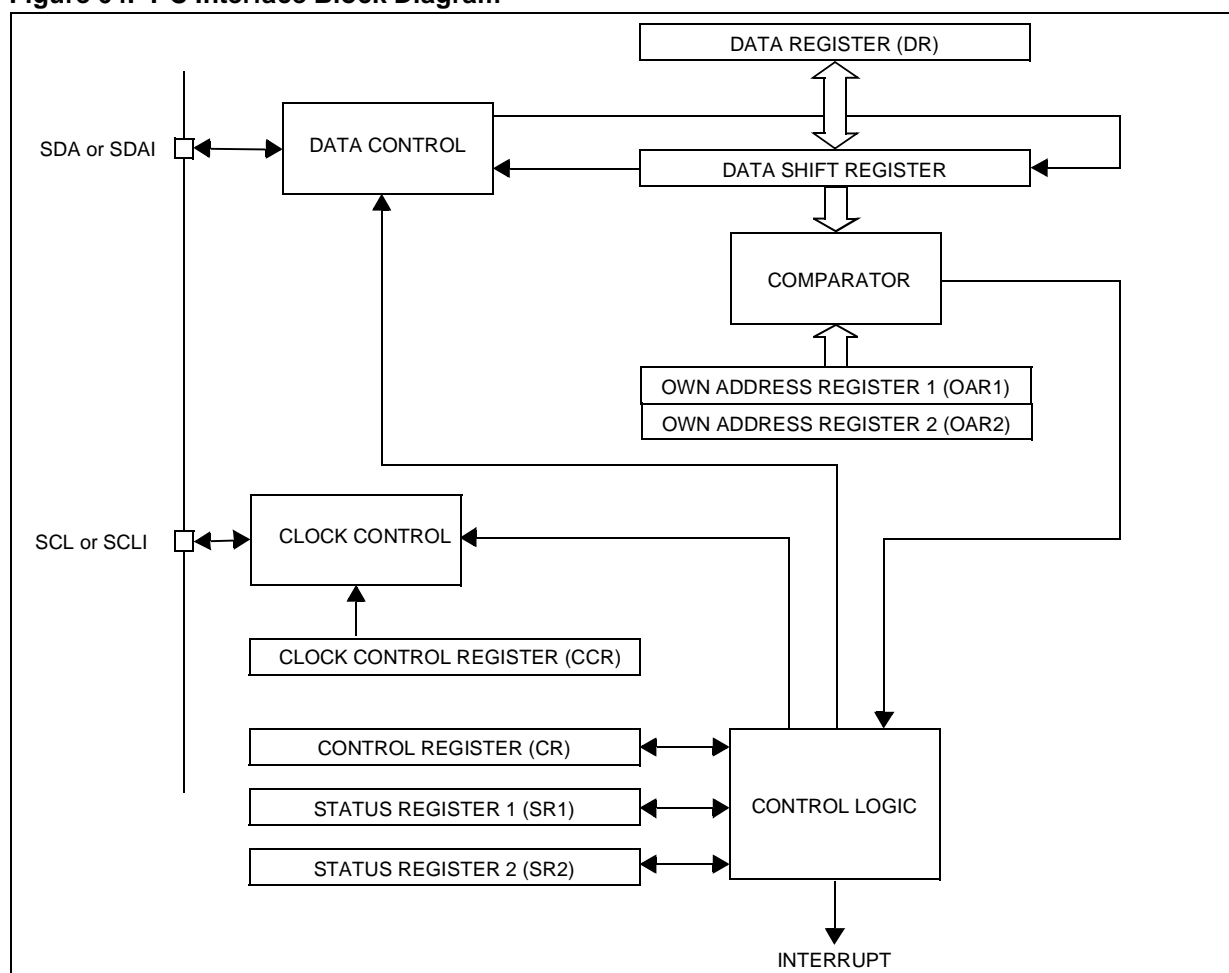 DATA REGISTER (DR)
SDA or SDAI
DATA CONTROL
DATA SHIFT REGISTER
COMPARATOR
OWN ADDRESS REGISTER 1 (OAR1)
OWN ADDRESS REGISTER 2 (OAR2)
SCL or SCLI
CLOCK CONTROL
CLOCK CONTROL REGISTER (CCR)
CONTROL REGISTER (CR)
STATUS REGISTER 1 (SR1)
CONTROL LOGIC
STATUS REGISTER 2 (SR2)
INTERRUPT